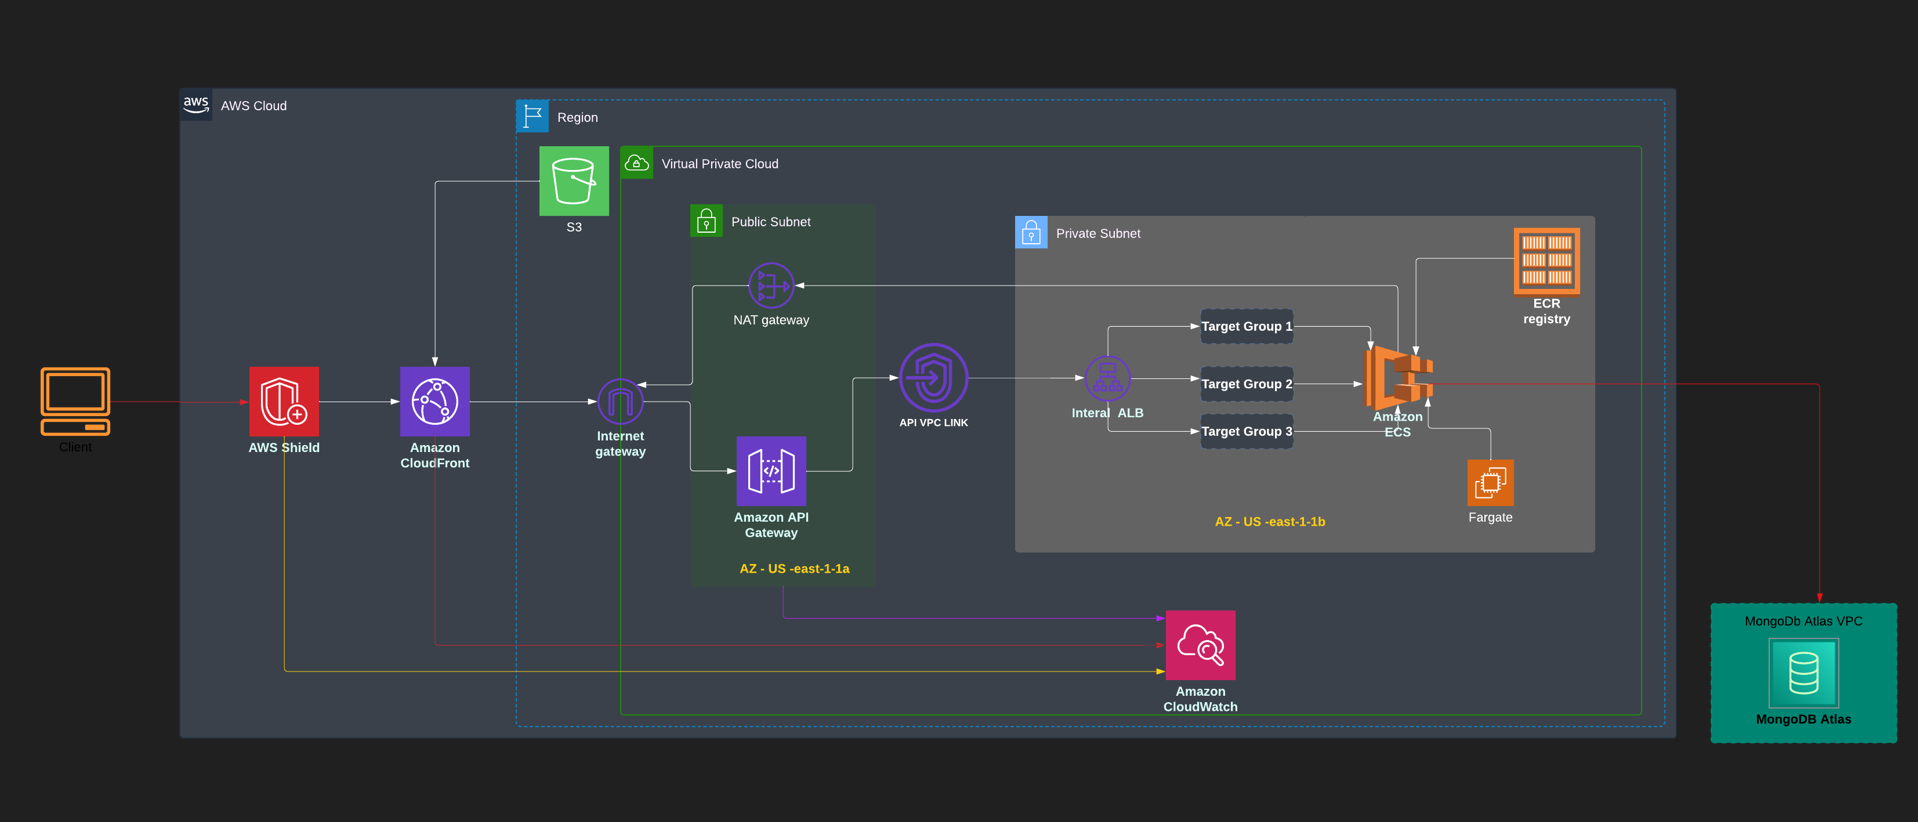 aws
AWS Cloud
Region
Virtual Private Cloud
S3
Public Subnet
Private Subnet
NAT gateway
ECR
registry
Target Group 1
Target Group 2
Target Group 3
Interal ALB
API VPC LINK
Amazon
ECS
Client
AWS Shield
Amazon
CloudFront
Internet
gateway
Amazon API
Gateway
Fargate
AZ - US -east-1-1b
AZ - US -east-1-1a
Amazon
CloudWatch
MongoDb Atlas VPC
MongoDB Atlas